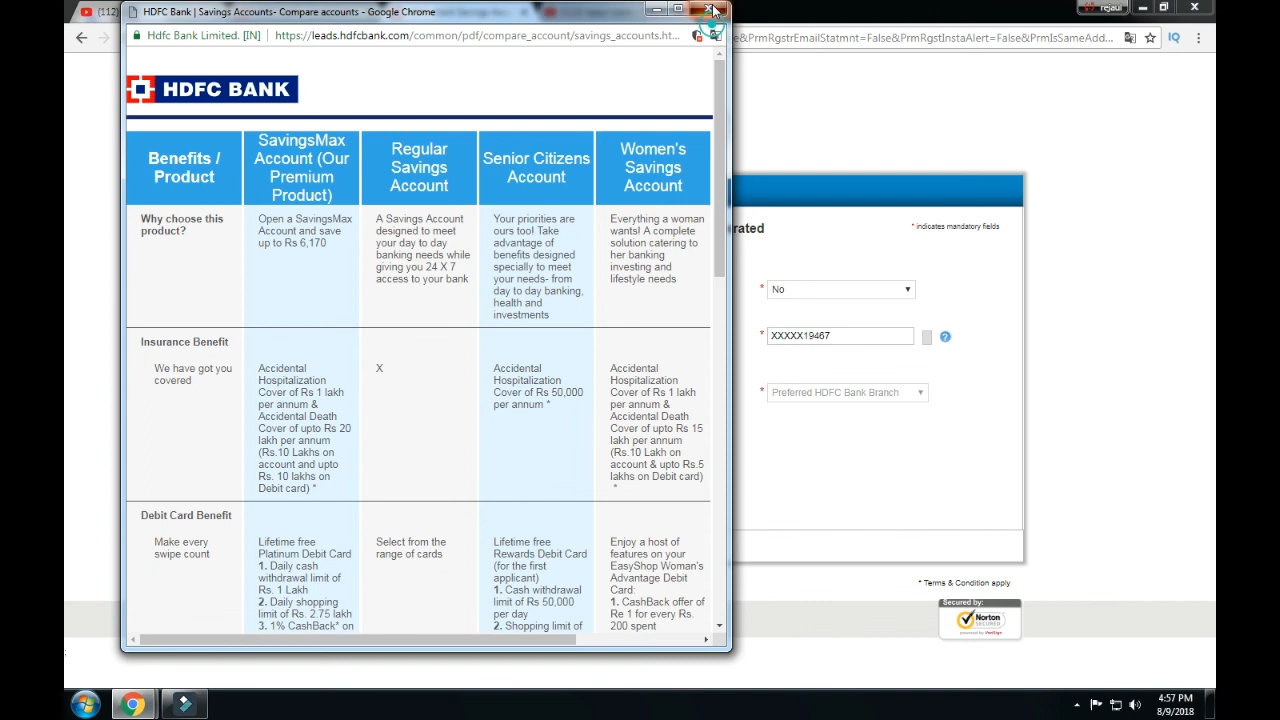 (112)
HDFC Bank | Savings Accounts- Compare accounts - Google Chrome
rejaul
Hdfc Bank Limited. [IN]
https://leads.hdfcbank.com/common/pdf/compare_account/savings_accounts.ht...
e&PrmRgstrEmailStatmnt=False&PrmRgstInstaAlert=False&PrmIsSameAdd...
IQ
HDFC BANK
Benefits /
Product
SavingsMax
Account (Our
Premium
Product)
Regular
Savings
Account
Senior Citizens
Account
Women's
Savings
Account
Why choose this
product?
Open a SavingsMax
Account and save
up to Rs 6,170
A Savings Account
designed to meet
your day to day
banking needs while
giving you 24 X 7
access to your bank
Your priorities are
ours too! Take
advantage of
benefits designed
specially to meet
your needs- from
day to day banking,
health and
investments
Everything a woman
wants! A complete
solution catering to
her banking
investing and
lifestyle needs
Insurance Benefit
We have got you
covered
Accidental
Hospitalization
Cover of Rs 1 lakh
per annum &
Accidental Death
Cover of upto Rs 20
lakh per annum
(Rs.10 Lakhs on
account and upto
Rs. 10 lakhs on
Debit card) *
X
Accidental
Hospitalization
Cover of Rs 50,000
per annum *
Accidental
Hospitalization
Cover of Rs 1 lakh
per annum &
Accidental Death
Cover of upto Rs 15
lakh per annum
(Rs.10 Lakh on
account & upto Rs.5
lakhs on Debit card)
*
Debit Card Benefit
Make every
swipe count
Lifetime free
Platinum Debit Card
1. Daily cash
withdrawal limit of
Rs. 1 Lakh
2. Daily shopping
limit of Rs. 2.75 lakh
3. 1% CashBack* on
Select from the
range of cards
Lifetime free
Rewards Debit Card
(for the first
applicant)
1. Cash withdrawal
limit of Rs 50,000
per day
2. Shopping limit of
Enjoy a host of
features on your
EasyShop Woman's
Advantage Debit
Card:
1. CashBack offer of
Re 1 for every Rs.
200 spent
rated
* indicates mandatory fields
* No
* XXXXX19467
?
* Preferred HDFC Bank Branch
* Terms & Condition apply
Secured by:
Norton
SECURED
powered by VeriSign
;
4:57 PM
8/9/2018